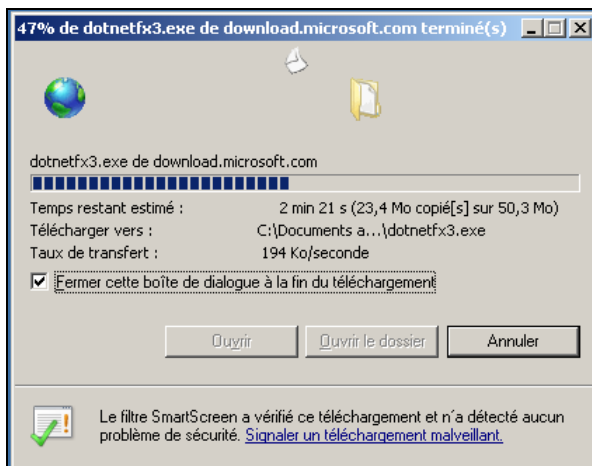 47% de dotnetfx3.exe de download.microsoft.com terminé(s)
dotnetfx3.exe de download.microsoft.com
Temps restant estimé : 2 min 21 s (23,4 Mo copié[s] sur 50,3 Mo)
Télécharger vers : C:\Documents a...\dotnetfx3.exe
Taux de transfert : 194 Ko/seconde
Fermer cette boîte de dialogue à la fin du téléchargement
Ouvrir Ouvrir le dossier Annuler
Le filtre SmartScreen a vérifié ce téléchargement et n´a détecté aucun
problème de sécurité. Signaler un téléchargement malveillant.